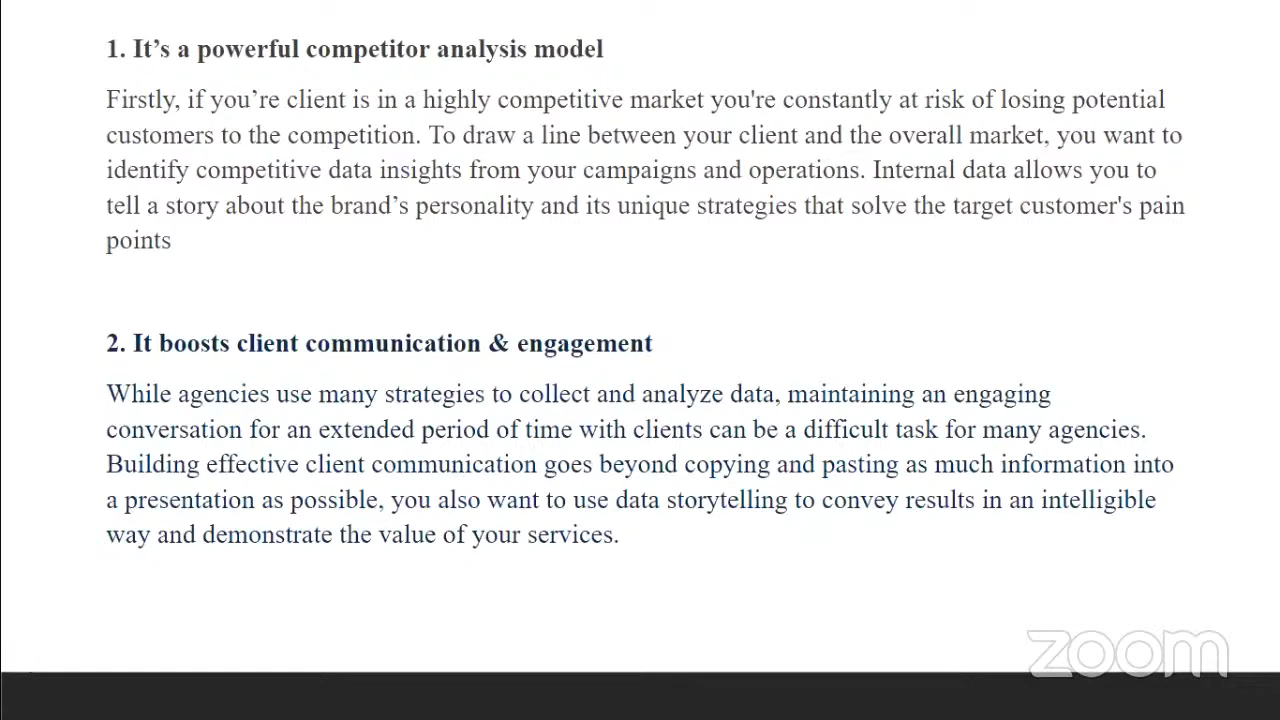 1. It’s a powerful competitor analysis model
Firstly, if you’re client is in a highly competitive market you're constantly at risk of losing potential
customers to the competition. To draw a line between your client and the overall market, you want to
identify competitive data insights from your campaigns and operations. Internal data allows you to
tell a story about the brand’s personality and its unique strategies that solve the target customer's pain
points
2. It boosts client communication & engagement
While agencies use many strategies to collect and analyze data, maintaining an engaging
conversation for an extended period of time with clients can be a difficult task for many agencies.
Building effective client communication goes beyond copying and pasting as much information into
a presentation as possible, you also want to use data storytelling to convey results in an intelligible
way and demonstrate the value of your services.
zoom